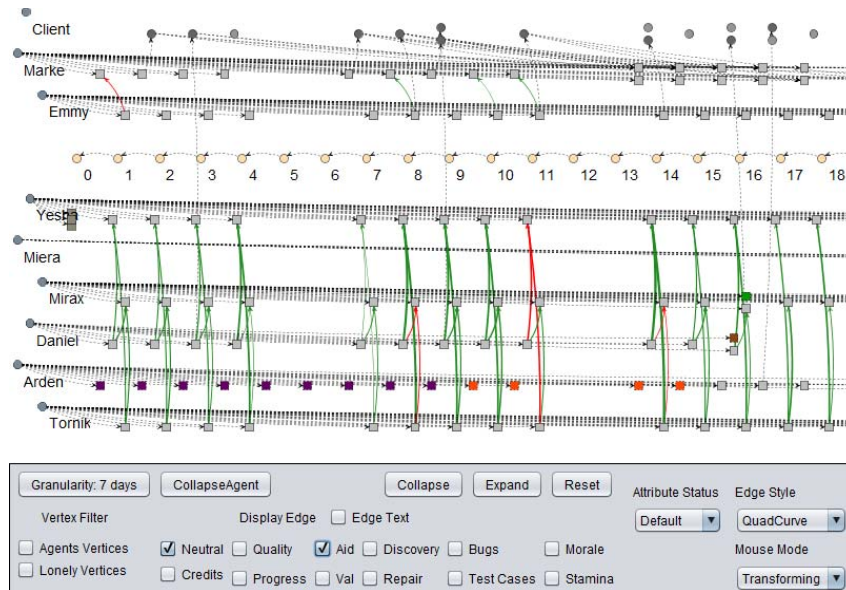 Client
Marke
Emmy
0 1 2 3 4 5 6 7 8 9 10 11 12 13 14 15 16 17 18
Yesha
Miera
Mirax
Daniel
Arden
Tornik
Granularity: 7 days CollapseAgent Collapse Expand Reset Attribute Status Edge Style
Vertex Filter Display Edge Edge Text Default QuadCurve
Agents Vertices Neutral Quality Aid Discovery Bugs Morale Mouse Mode
Lonely Vertices Credits Progress Val Repair Test Cases Stamina Transforming